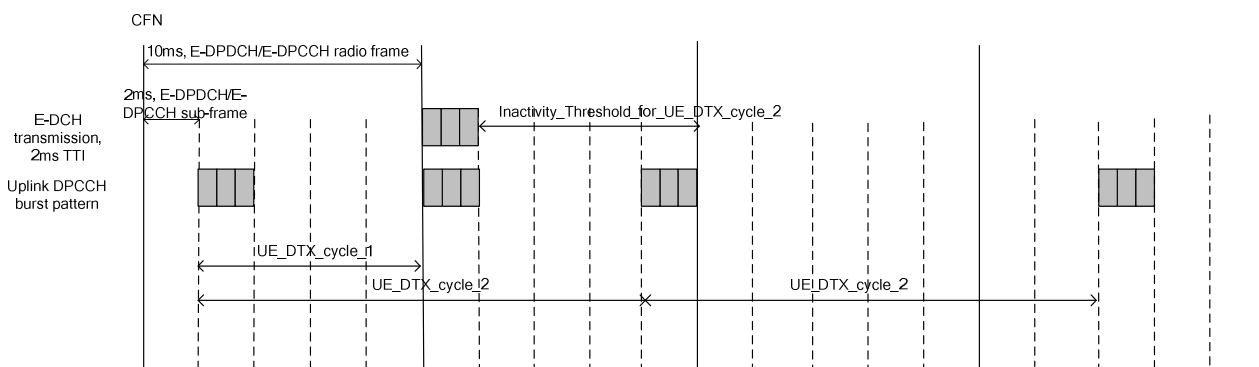 CFN
10ms, E-DPDCH/E-DPCCH radio frame
2ms, E-DPDCH/E-
DPCCH sub-frame
E-DCH
transmission,
2ms TTI
Inactivity_Threshold_for_UE_DTX_cycle_2
Uplink DPCCH
burst pattern
UE_DTX_cycle_1
UE_DTX_cycle_2
UE_DTX_cycle_2